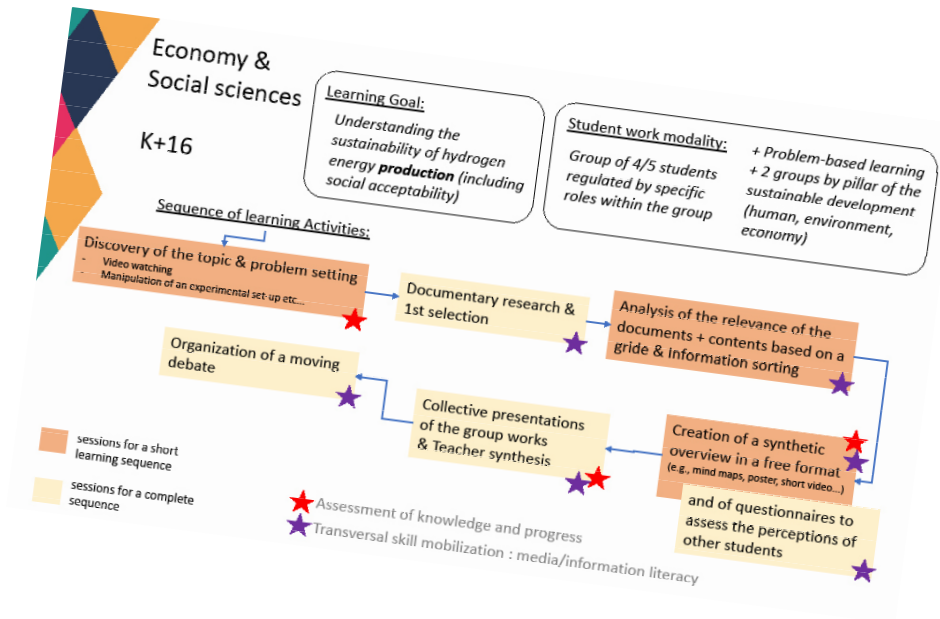 Economy &
Social sciences
K+16
Learning Goal:
Understanding the
sustainability of hydrogen
energy production (including
social acceptability)
Student work modality:
Group of 4/5 students
regulated by specific
roles within the group
+ Problem-based learning
+ 2 groups by pillar of the
sustainable development
(human, environment,
economy)
Sequence of learning Activities:
Discovery of the topic & problem setting
- Video watching
- Manipulation of an experimental set-up etc...
Documentary research &
1st selection
Analysis of the relevance of the
documents + contents based on a
gride & information sorting
Organization of a moving
debate
Collective presentations
of the group works
& Teacher synthesis
Creation of a synthetic
overview in a free format
(e.g., mind maps, poster, short video...)
and of questionnaires to
assess the perceptions of
other students
sessions for a short
learning sequence
sessions for a complete
sequence
Assessment of knowledge and progress
Transversal skill mobilization : media/information literacy